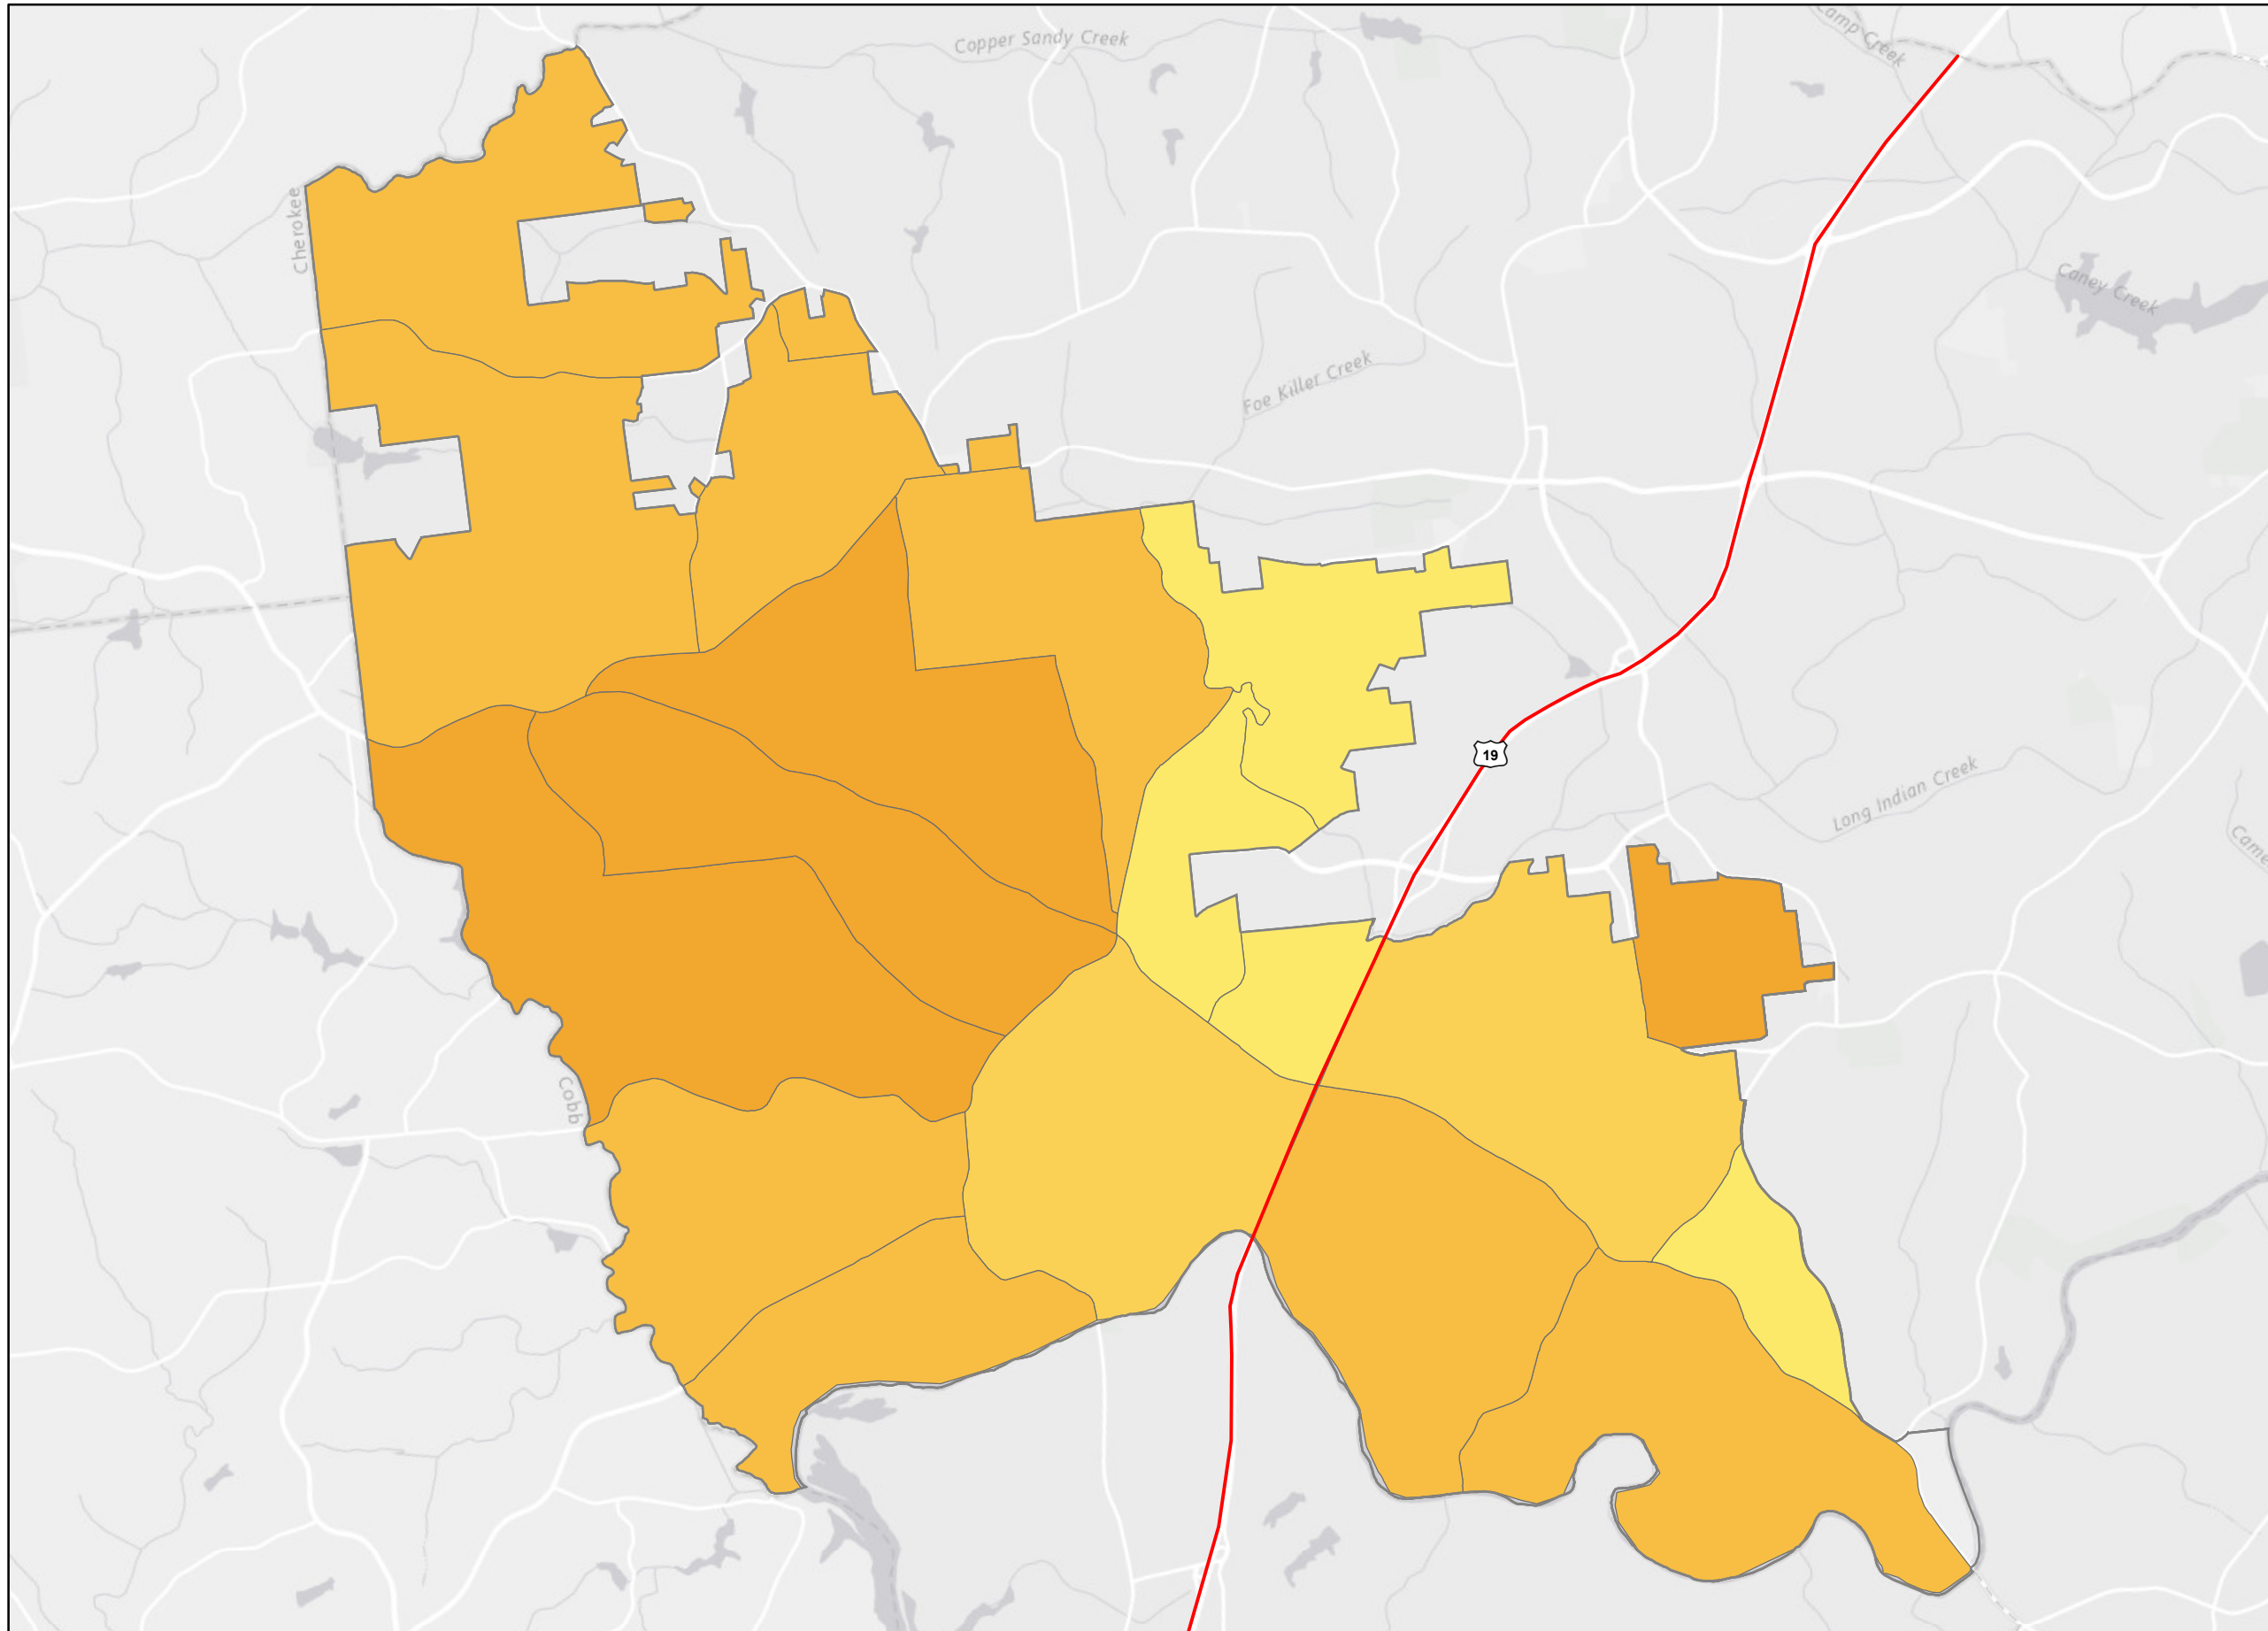 Copper Sandy Creek
Camp Creek
Cherokee
Caney Creek
Foe Killer Creek
19
Long Indian Creek
Cobb